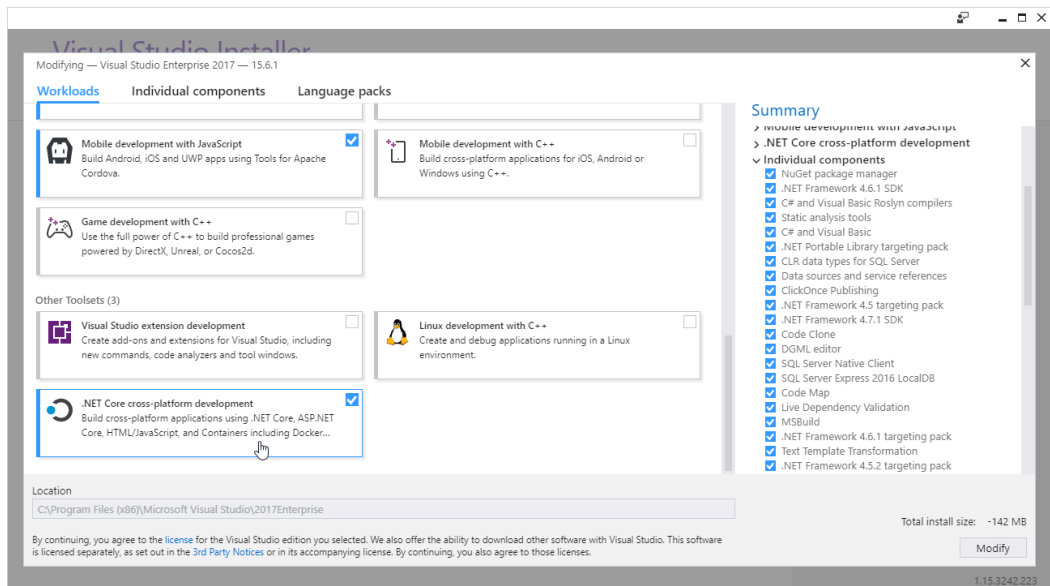 Visual Studio Installer
Modifying — Visual Studio Enterprise 2017 — 15.6.1
Workloads
Individual components
Language packs
Mobile development with JavaScript
Build Android, iOS and UWP apps using Tools for Apache
Cordova.
Mobile development with C++
Build cross-platform applications for iOS, Android or
Windows using C++.
Game development with C++
Use the full power of C++ to build professional games
powered by DirectX, Unreal, or Cocos2d.
Other Toolsets (3)
Visual Studio extension development
Create add-ons and extensions for Visual Studio, including
new commands, code analyzers and tool windows.
Linux development with C++
Create and debug applications running in a Linux
environment.
.NET Core cross-platform development
Build cross-platform applications using .NET Core, ASP.NET
Core, HTML/JavaScript, and Containers including Docker...
Summary
Mobile development with JavaScript
.NET Core cross-platform development
Individual components
NuGet package manager
.NET Framework 4.6.1 SDK
C# and Visual Basic Roslyn compilers
Static analysis tools
C# and Visual Basic
.NET Portable Library targeting pack
CLR data types for SQL Server
Data sources and service references
ClickOnce Publishing
.NET Framework 4.5 targeting pack
.NET Framework 4.7.1 SDK
Code Clone
DGML editor
SQL Server Native Client
SQL Server Express 2016 LocalDB
Code Map
Live Dependency Validation
MSBuild
.NET Framework 4.6.1 targeting pack
Text Template Transformation
.NET Framework 4.5.2 targeting pack
Location
C:\Program Files (x86)\Microsoft Visual Studio\2017Enterprise
By continuing, you agree to the license for the Visual Studio edition you selected. We also offer the ability to download other software with Visual Studio. This software
is licensed separately, as set out in the 3rd Party Notices or in its accompanying license. By continuing, you also agree to those licenses.
Total install size: -142 MB
Modify
1.15.3242.223